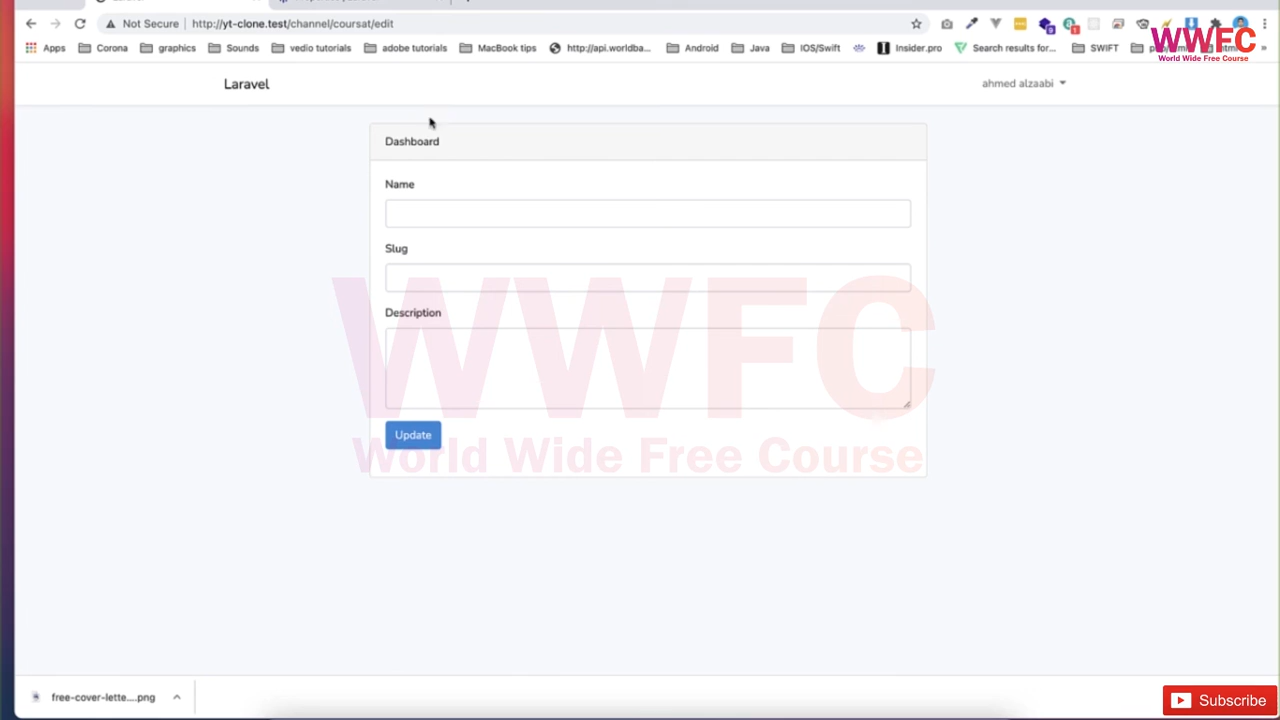 Not Secure
http://yt-clone.test/channel/coursat/edit
Apps
Corona
graphics
Sounds
vedio tutorials
adobe tutorials
MacBook tips
http://api.worldba...
Android
Java
IOS/Swift
Insider.pro
Search results for...
SWIFT
WWFC
World Wide Free Course
Laravel
ahmed alzaabi
Dashboard
Name
Slug
Description
Update
WWFC
World Wide Free Course
free-cover-lette....png
Subscribe